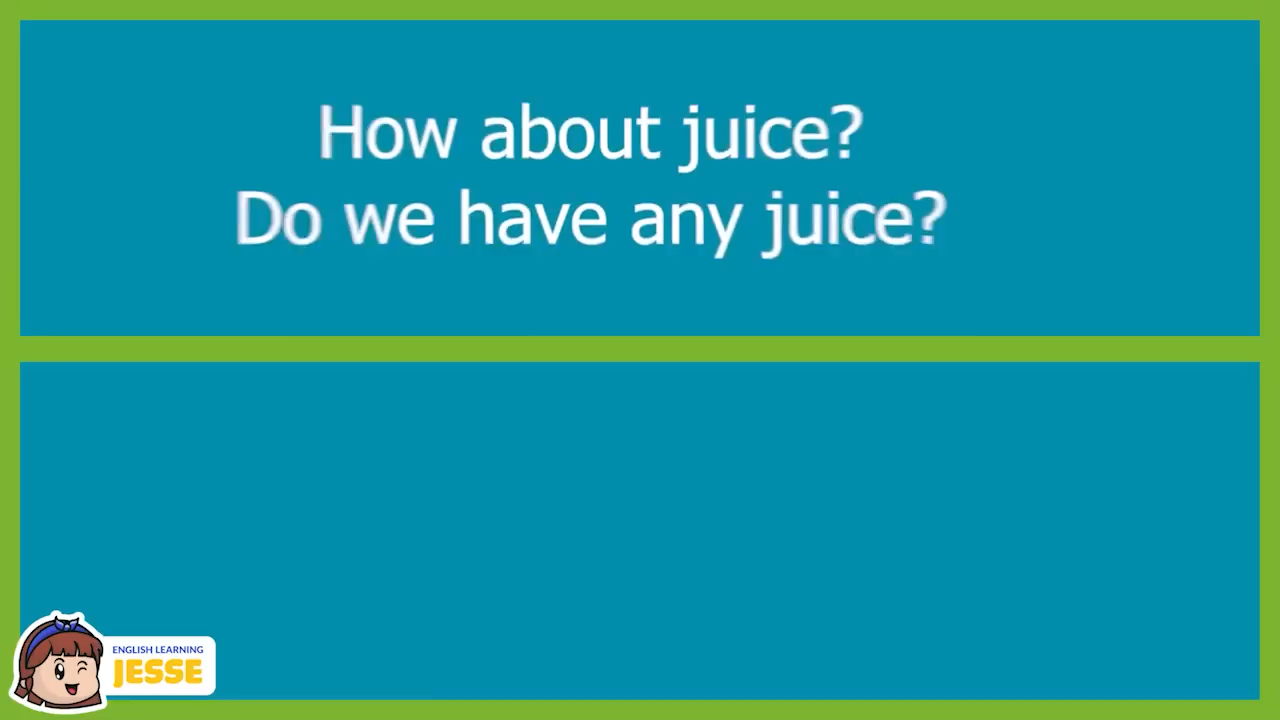 How about juice?
Do we have any juice?
ENGLISH LEARNING
JESSE